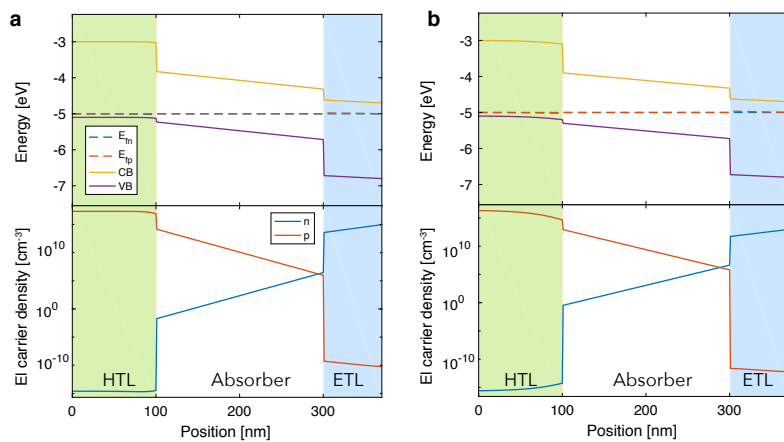 a
Energy [eV]
-3
-4
-5
-6
-7
E_fn
E_fp
CB
VB
El carrier density [cm⁻³]
10¹⁰
10⁰
10⁻¹⁰
n
p
HTL
Absorber
ETL
0
100
200
300
Position [nm]
b
Energy [eV]
-3
-4
-5
-6
-7
El carrier density [cm⁻³]
10¹⁰
10⁰
10⁻¹⁰
HTL
Absorber
ETL
0
100
200
300
Position [nm]